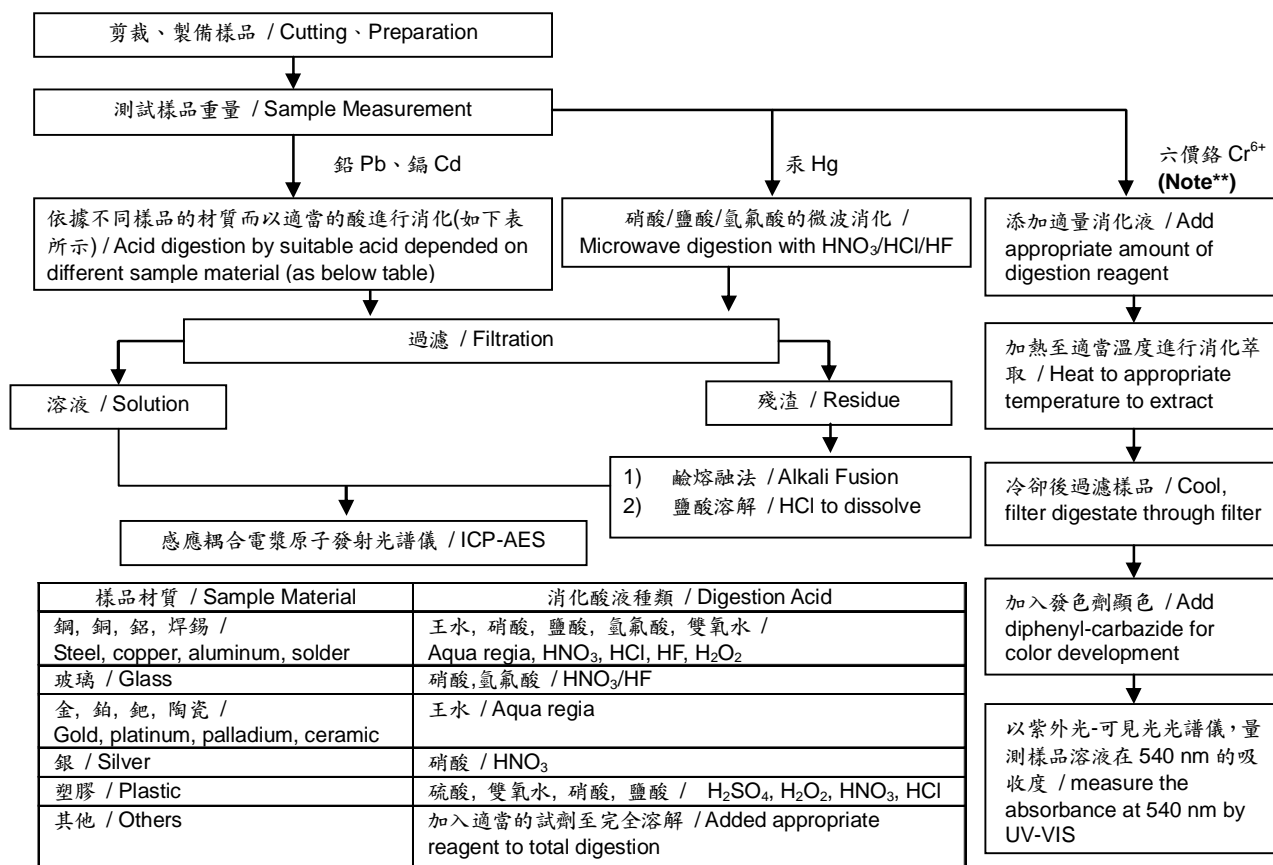 剪裁、製備樣品 / Cutting、Preparation
測試樣品重量 / Sample Measurement
鉛 Pb、鎘 Cd
汞 Hg
六價鉻 Cr⁶⁺
(Note**)
依據不同樣品的材質而以適當的酸進行消化(如下表
所示) / Acid digestion by suitable acid depended on
different sample material (as below table)
硝酸/鹽酸/氫氟酸的微波消化 /
Microwave digestion with HNO₃/HCl/HF
添加適量消化液 / Add
appropriate amount of
digestion reagent
過濾 / Filtration
加熱至適當溫度進行消化萃
取 / Heat to appropriate
temperature to extract
溶液 / Solution
殘渣 / Residue
1) 鹼熔融法 / Alkali Fusion
2) 鹽酸溶解 / HCl to dissolve
冷卻後過濾樣品 / Cool,
filter digestate through filter
感應耦合電漿原子發射光譜儀 / ICP-AES
加入發色劑顯色 / Add
diphenyl-carbazide for
color development
以紫外光-可見光光譜儀，量
測樣品溶液在 540 nm 的吸
收度 / measure the
absorbance at 540 nm by
UV-VIS
樣品材質 / Sample Material 消化酸液種類 / Digestion Acid
鋼, 銅, 鋁, 焊錫 / 王水, 硝酸, 鹽酸, 氫氟酸, 雙氧水 /
Steel, copper, aluminum, solder Aqua regia, HNO₃, HCl, HF, H₂O₂
玻璃 / Glass 硝酸,氫氟酸 / HNO₃/HF
金, 鉑, 鈀, 陶瓷 / 王水 / Aqua regia
Gold, platinum, palladium, ceramic
銀 / Silver 硝酸 / HNO₃
塑膠 / Plastic 硫酸, 雙氧水, 硝酸, 鹽酸 / H₂SO₄, H₂O₂, HNO₃, HCl
其他 / Others 加入適當的試劑至完全溶解 / Added appropriate
reagent to total digestion